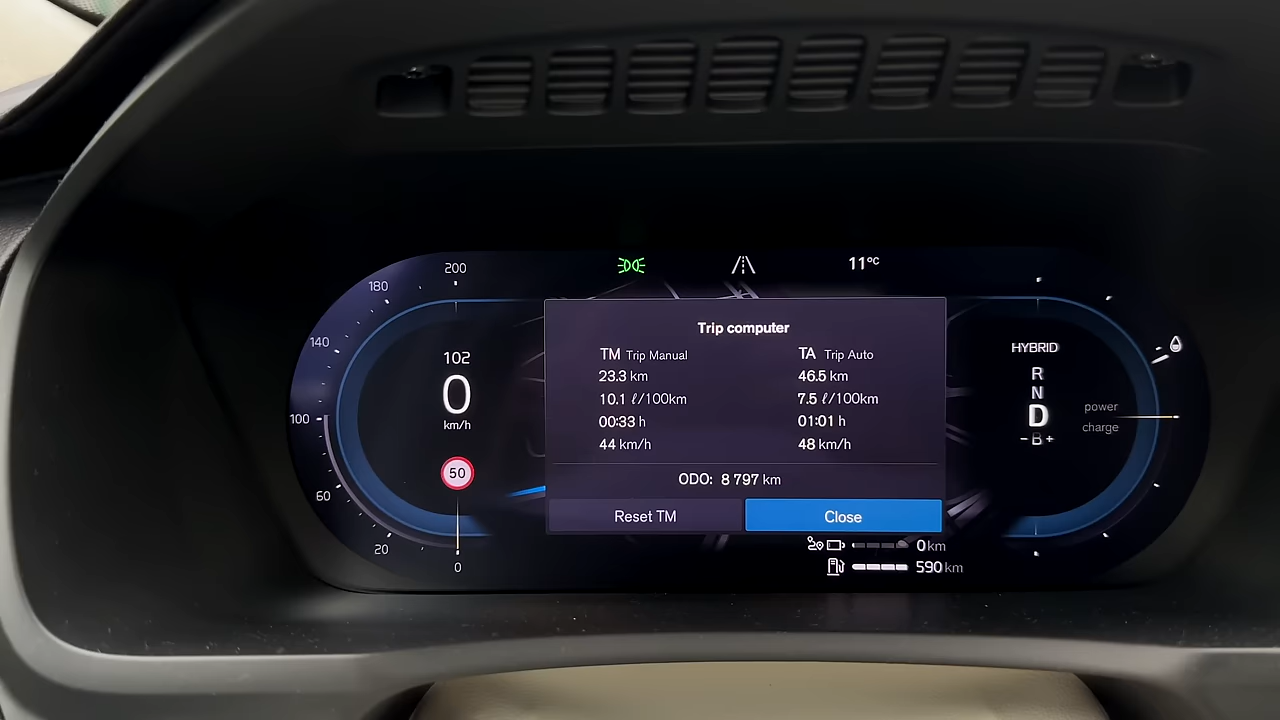 200
180
140
100
60
20
0
102
0
km/h
50
11°C
Trip computer
TM Trip Manual
23.3 km
10.1 ℓ/100km
00:33 h
44 km/h
TA Trip Auto
46.5 km
7.5 ℓ/100km
01:01 h
48 km/h
ODO: 8 797 km
Reset TM
Close
0 km
590 km
HYBRID
R
N
D
- B +
power
charge